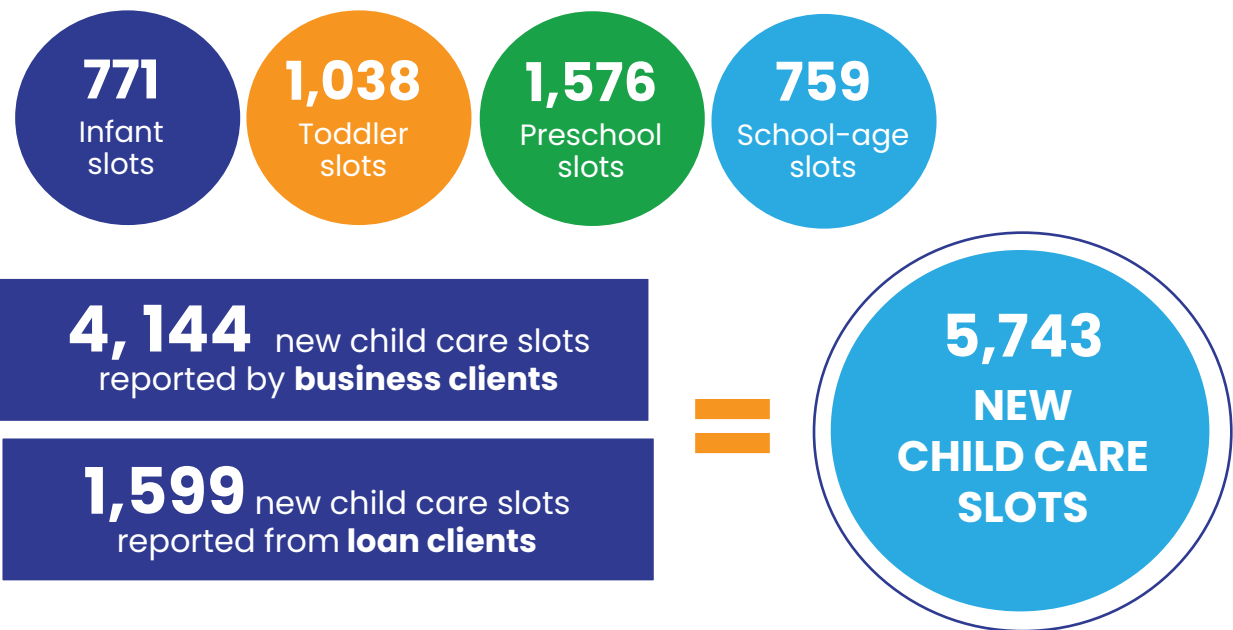 771
Infant
slots
1,038
Toddler
slots
1,576
Preschool
slots
759
School-age
slots
4, 144 new child care slots
reported by business clients
1,599 new child care slots
reported from loan clients
=
5,743
NEW
CHILD CARE
SLOTS